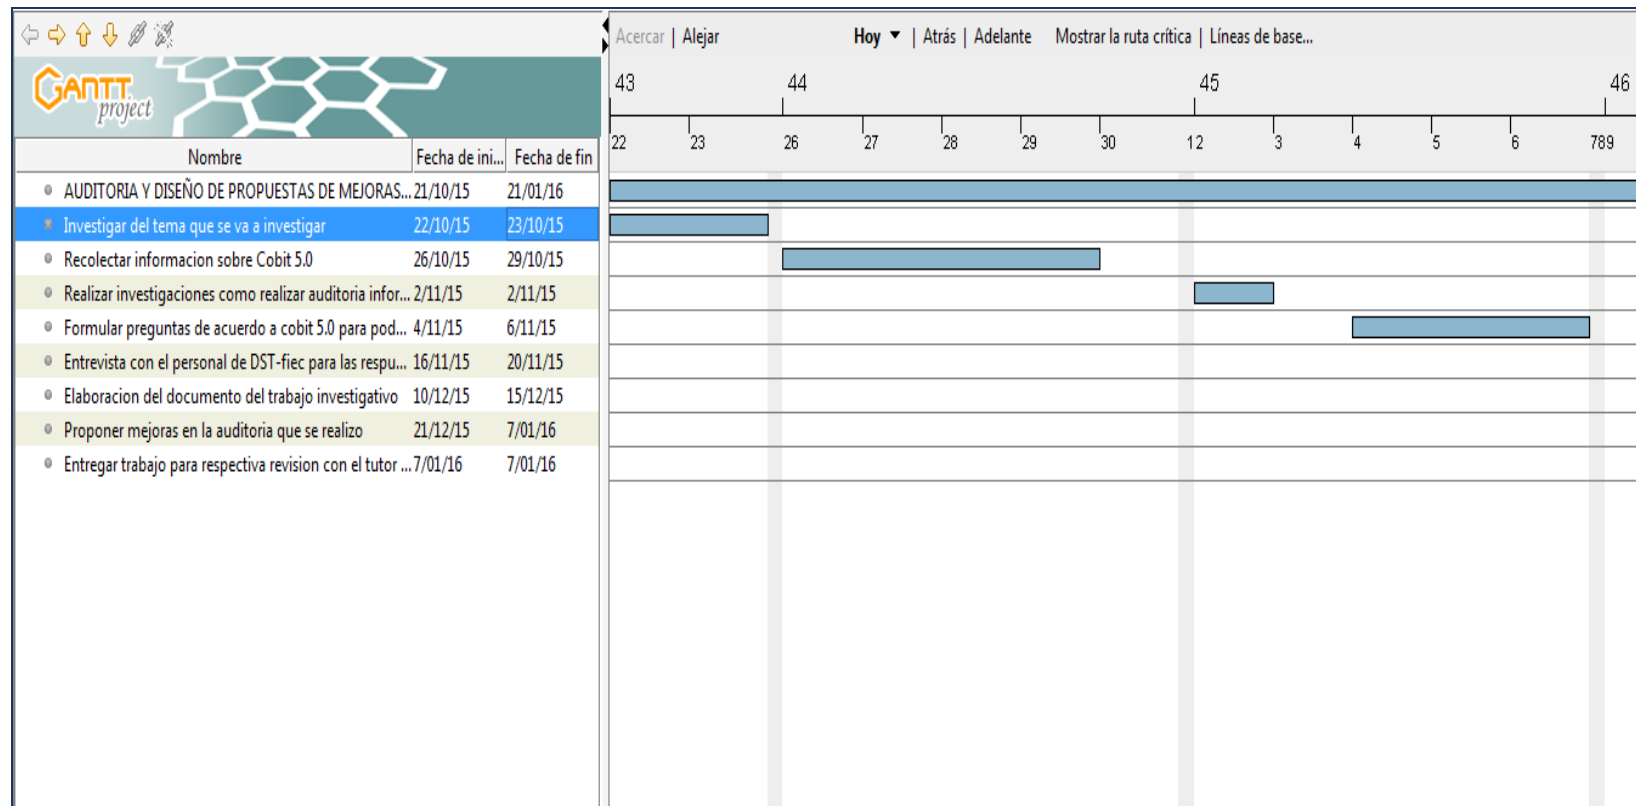 Acercar | Alejar Hoy | Atrás | Adelante Mostrar la ruta crítica | Líneas de base...
GANTT project
43 44 45 46
22 23 26 27 28 29 30 12 3 4 5 6 789
Nombre Fecha de ini... Fecha de fin
AUDITORIA Y DISEÑO DE PROPUESTAS DE MEJORAS... 21/10/15 21/01/16
Investigar del tema que se va a investigar 22/10/15 23/10/15
Recolectar informacion sobre Cobit 5.0 26/10/15 29/10/15
Realizar investigaciones como realizar auditoria infor... 2/11/15 2/11/15
Formular preguntas de acuerdo a cobit 5.0 para pod... 4/11/15 6/11/15
Entrevista con el personal de DST-fiec para las respu... 16/11/15 20/11/15
Elaboracion del documento del trabajo investigativo 10/12/15 15/12/15
Proponer mejoras en la auditoria que se realizo 21/12/15 7/01/16
Entregar trabajo para respectiva revision con el tutor ... 7/01/16 7/01/16